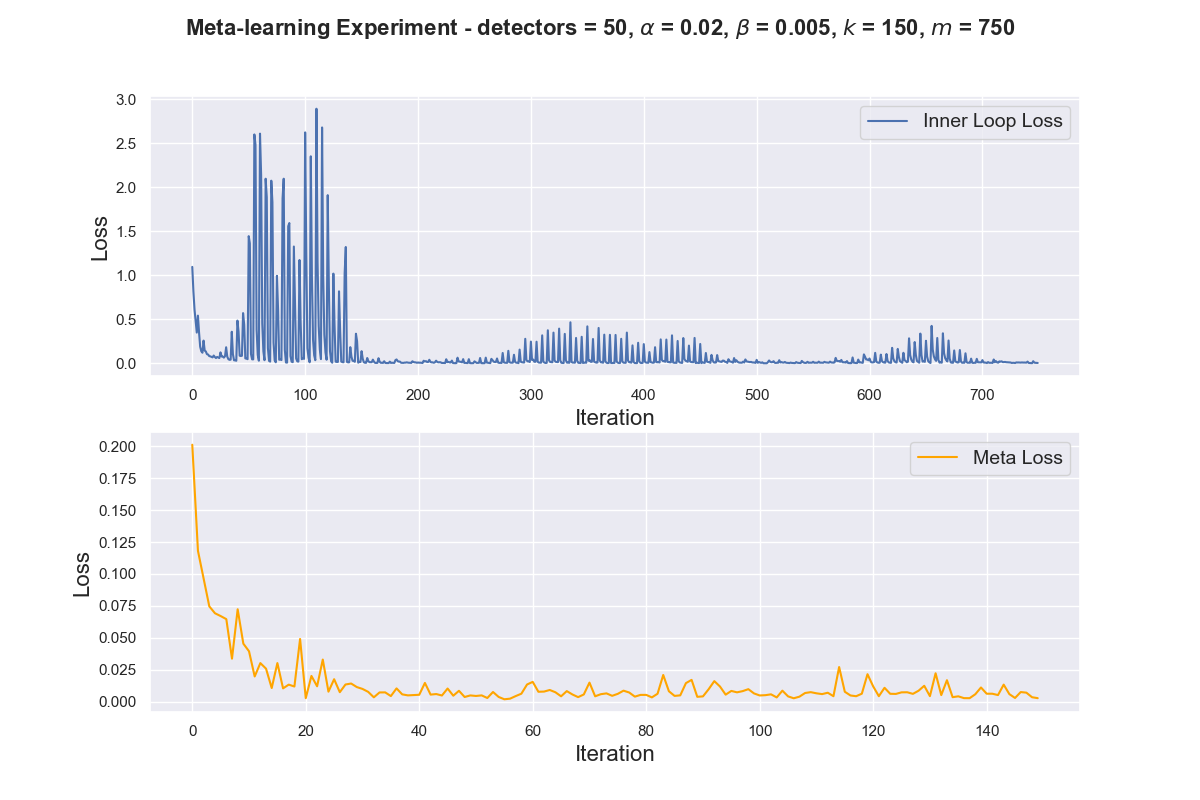 Meta-learning Experiment - detectors = 50, α = 0.02, β = 0.005, k = 150, m = 750
3.0
2.5
2.0
1.5
1.0
0.5
0.0
Loss
Inner Loop Loss
0 100 200 300 400 500 600 700
Iteration
0.200
0.175
0.150
0.125
0.100
0.075
0.050
0.025
0.000
Loss
Meta Loss
0 20 40 60 80 100 120 140
Iteration